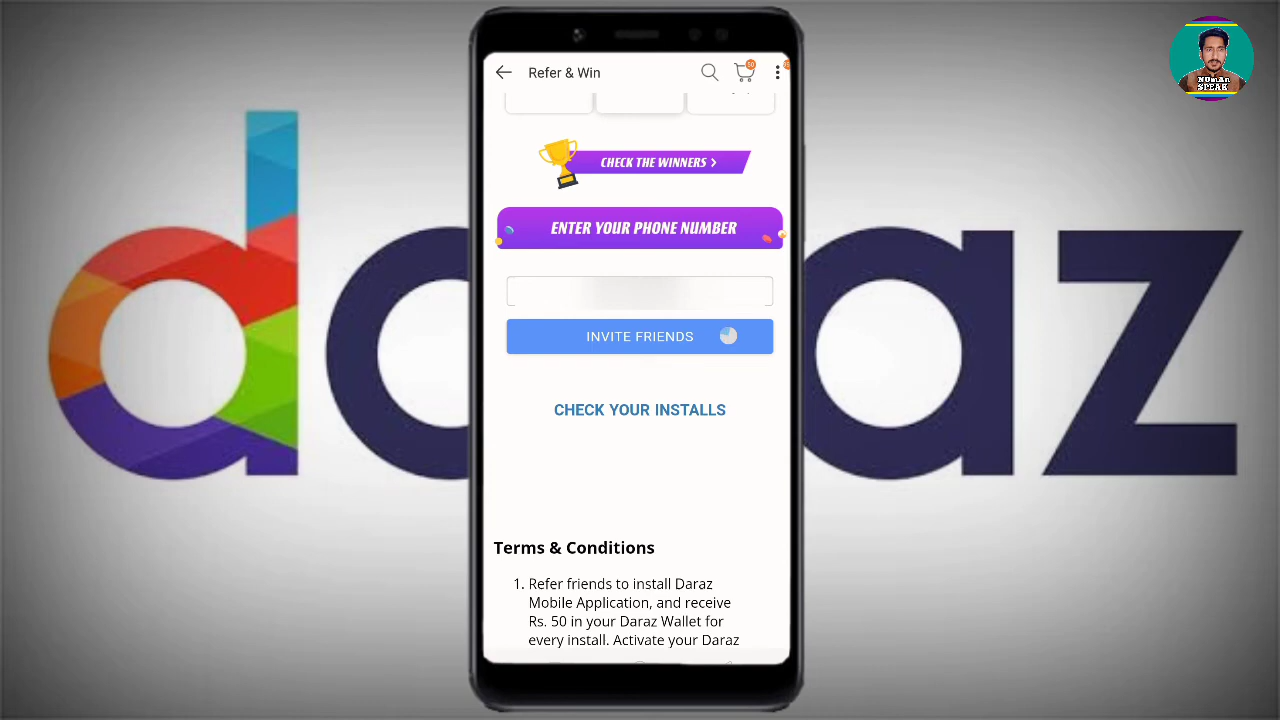 NUmAn
SPEAK
daraz
Refer & Win
CHECK THE WINNERS >
ENTER YOUR PHONE NUMBER
INVITE FRIENDS
CHECK YOUR INSTALLS
Terms & Conditions
1. Refer friends to install Daraz
Mobile Application, and receive
Rs. 50 in your Daraz Wallet for
every install. Activate your Daraz